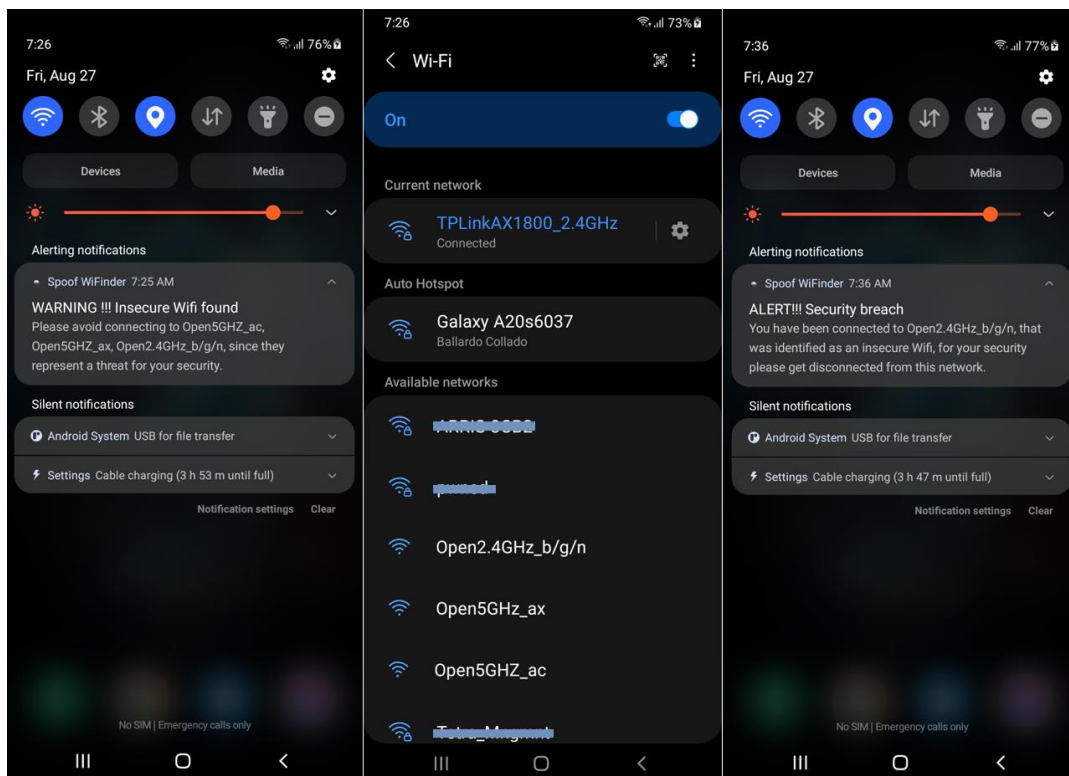 7:26
76%
Fri, Aug 27
Devices
Media
Alerting notifications
Spoof WiFinder 7:25 AM
WARNING !!! Insecure Wifi found
Please avoid connecting to Open5GHZ_ac,
Open5GHZ_ax, Open2.4GHz_b/g/n, since they
represent a threat for your security.
Silent notifications
Android System USB for file transfer
Settings Cable charging (3 h 53 m until full)
Notification settings Clear
No SIM | Emergency calls only
7:26
73%
Wi-Fi
On
Current network
TPLinkAX1800_2.4GHz
Connected
Auto Hotspot
Galaxy A20s6037
Ballardo Collado
Available networks
Open2.4GHz_b/g/n
Open5GHz_ax
Open5GHZ_ac
7:36
77%
Fri, Aug 27
Devices
Media
Alerting notifications
Spoof WiFinder 7:36 AM
ALERT!!! Security breach
You have been connected to Open2.4GHz_b/g/n, that
was identified as an insecure Wifi, for your security
please get disconnected from this network.
Silent notifications
Android System USB for file transfer
Settings Cable charging (3 h 47 m until full)
Notification settings Clear
No SIM | Emergency calls only